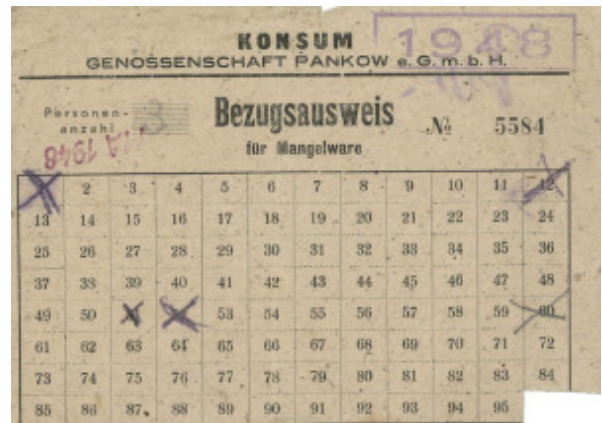 KONSUM
GENOSSENSCHAFT PANKOW e. G. m. b. H.
1948
Personen-
anzahl 3
Bezugsausweis
№ 5584
für Mangelware
1948
2 3 4 5 6 7 8 9 10 11 12
13 14 15 16 17 18 19 20 21 22 23 24
25 26 27 28 29 30 31 32 33 34 35 36
37 38 39 40 41 42 43 44 45 46 47 48
49 50 53 54 55 56 57 58 59 60
61 62 63 64 65 66 67 68 69 70 71 72
73 74 75 76 77 78 79 80 81 82 83 84
85 86 87 88 89 90 91 92 93 94 95